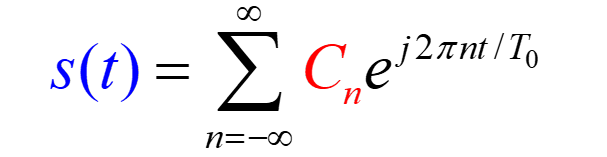 s(t) = ∑_{n=-∞}^{∞} C_n e^{j2πnt/T_0}